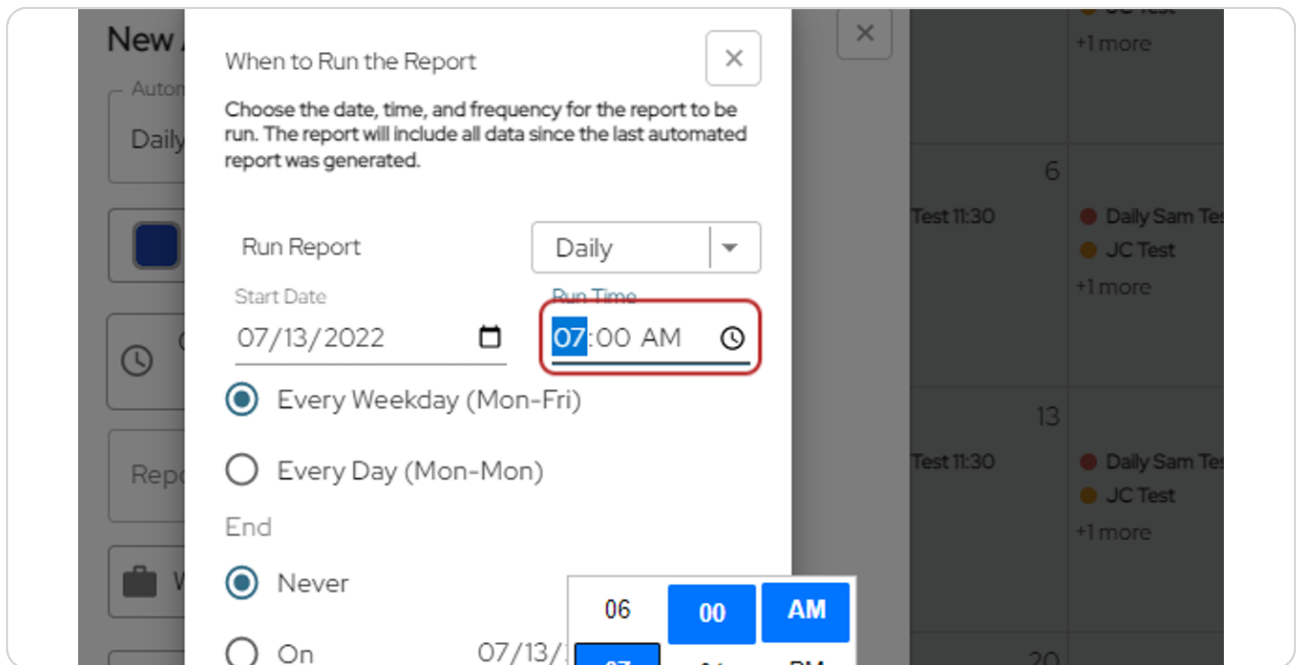 New
When to Run the Report
Choose the date, time, and frequency for the report to be
run. The report will include all data since the last automated
report was generated.
Daily
Run Report
Daily
Start Date
Run Time
07/13/2022
07:00 AM
Every Weekday (Mon-Fri)
Every Day (Mon-Mon)
End
Never
On
07/13/
06
00
AM
07
PM
JC Test
+1 more
6
Test 11:30
Daily Sam Tes
JC Test
+1 more
13
Test 11:30
Daily Sam Tes
JC Test
+1 more
20